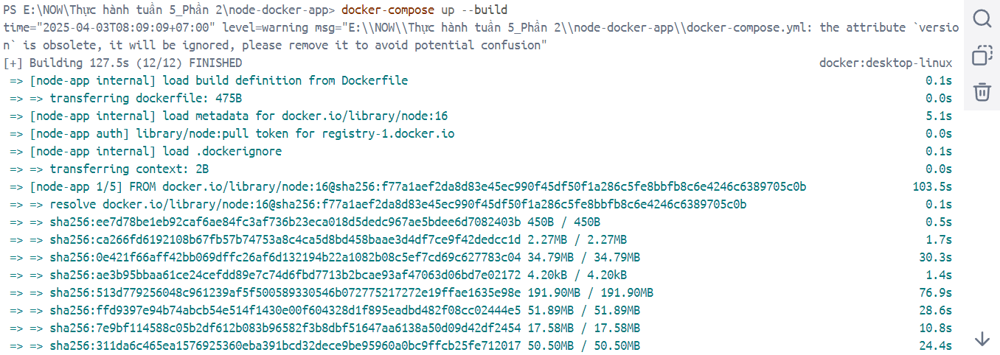 PS E:\NOW\Thực hành tuần 5_Phần 2\node-docker-app> docker-compose up --build
time="2025-04-03T08:09:09+07:00" level=warning msg="E:\\NOW\\Thực hành tuần 5_Phần 2\\node-docker-app\\docker-compose.yml: the attribute `versio
n` is obsolete, it will be ignored, please remove it to avoid potential confusion"
[+] Building 127.5s (12/12) FINISHED docker:desktop-linux
=> [node-app internal] load build definition from Dockerfile 0.1s
=> => transferring dockerfile: 475B 0.0s
=> [node-app internal] load metadata for docker.io/library/node:16 5.1s
=> [node-app auth] library/node:pull token for registry-1.docker.io 0.0s
=> [node-app internal] load .dockerignore 0.1s
=> => transferring context: 2B 0.0s
=> [node-app 1/5] FROM docker.io/library/node:16@sha256:f77a1aef2da8d83e45ec990f45df50f1a286c5fe8bbfb8c6e4246c6389705c0b 103.5s
=> => resolve docker.io/library/node:16@sha256:f77a1aef2da8d83e45ec990f45df50f1a286c5fe8bbfb8c6e4246c6389705c0b 0.1s
=> => sha256:ee7d78be1eb92caf6ae84fc3af736b23eca018d5dedc967ae5bdee6d7082403b 450B / 450B 0.5s
=> => sha256:ca266fd6192108b67fb57b74753a8c4ca5d8bd458baae3d4df7ce9f42dedcc1d 2.27MB / 2.27MB 1.7s
=> => sha256:0e421f66aff42bb069dffc26af6d132194b22a1082b08c5ef7cd69c627783c04 34.79MB / 34.79MB 30.3s
=> => sha256:ae3b95bbaa61ce24cefdd89e7c74d6fbd7713b2bcae93af47063d06bd7e02172 4.20kB / 4.20kB 1.4s
=> => sha256:513d779256048c961239af5f500589330546b072775217272e19ffae1635e98e 191.90MB / 191.90MB 76.9s
=> => sha256:ffd9397e94b74abcb54e514f1430e00f604328d1f895eadbd482f08cc02444e5 51.89MB / 51.89MB 28.6s
=> => sha256:7e9bf114588c05b2df612b083b96582f3b8dbf51647aa6138a50d09d42df2454 17.58MB / 17.58MB 10.8s
=> => sha256:311da6c465ea1576925360eba391bcd32dece9be95960a0bc9ffcb25fe712017 50.50MB / 50.50MB 24.4s